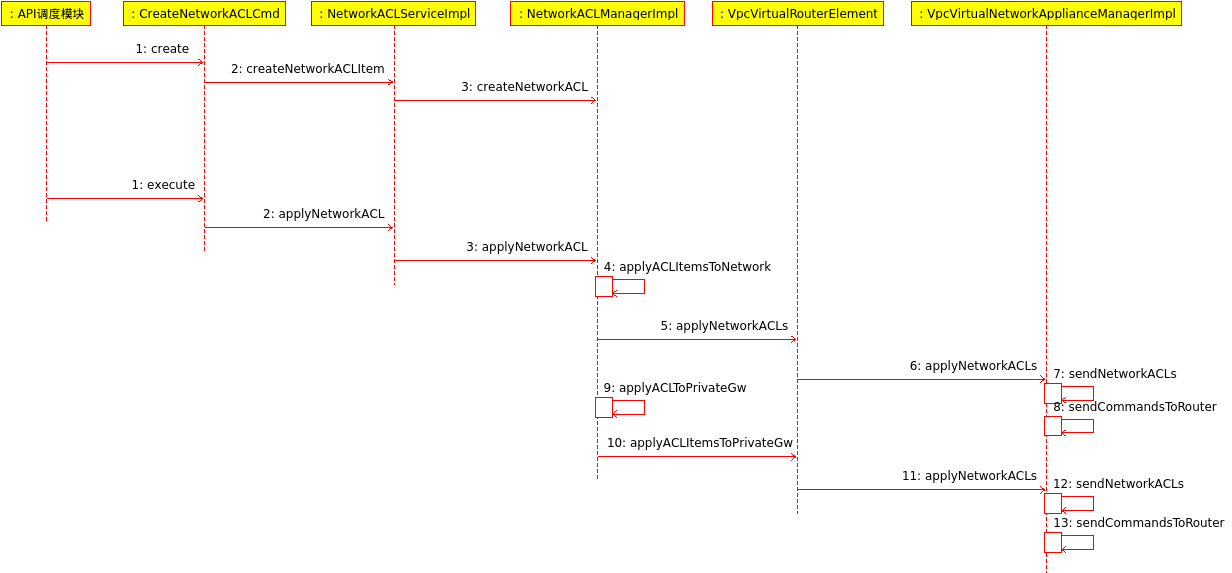 : API调度模块
: CreateNetworkACLCmd
: NetworkACLServiceImpl
: NetworkACLManagerImpl
: VpcVirtualRouterElement
: VpcVirtualNetworkApplianceManagerImpl
1: create
2: createNetworkACLItem
3: createNetworkACL
1: execute
2: applyNetworkACL
3: applyNetworkACL
4: applyACLItemsToNetwork
5: applyNetworkACLs
6: applyNetworkACLs
7: sendNetworkACLs
9: applyACLToPrivateGw
8: sendCommandsToRouter
10: applyACLItemsToPrivateGw
11: applyNetworkACLs
12: sendNetworkACLs
13: sendCommandsToRouter